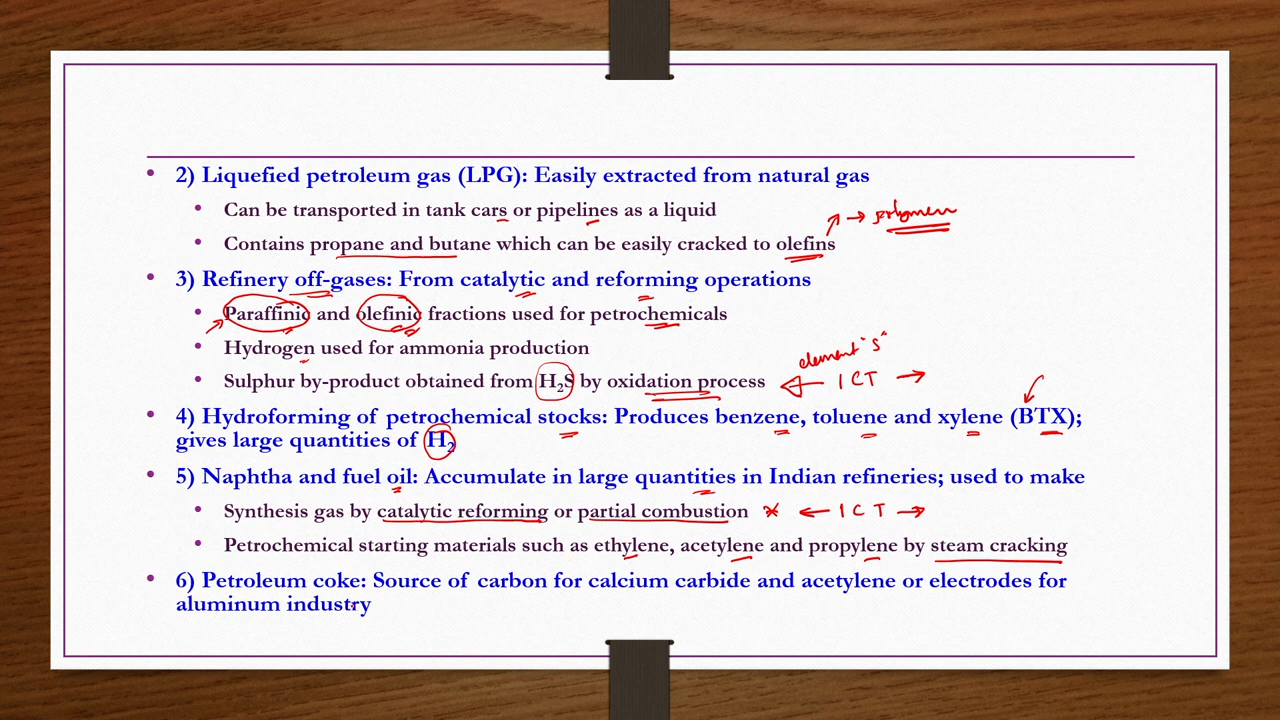 • 2) Liquefied petroleum gas (LPG): Easily extracted from natural gas
• Can be transported in tank cars or pipelines as a liquid → polymers
• Contains propane and butane which can be easily cracked to olefins
• 3) Refinery off-gases: From catalytic and reforming operations
• Paraffinic and olefinic fractions used for petrochemicals
• Hydrogen used for ammonia production element "S"
• Sulphur by-product obtained from H₂S by oxidation process ← ICT →
• 4) Hydroforming of petrochemical stocks: Produces benzene, toluene and xylene (BTX);
gives large quantities of H₂
• 5) Naphtha and fuel oil: Accumulate in large quantities in Indian refineries; used to make
• Synthesis gas by catalytic reforming or partial combustion * ← ICT →
• Petrochemical starting materials such as ethylene, acetylene and propylene by steam cracking
• 6) Petroleum coke: Source of carbon for calcium carbide and acetylene or electrodes for
aluminum industry